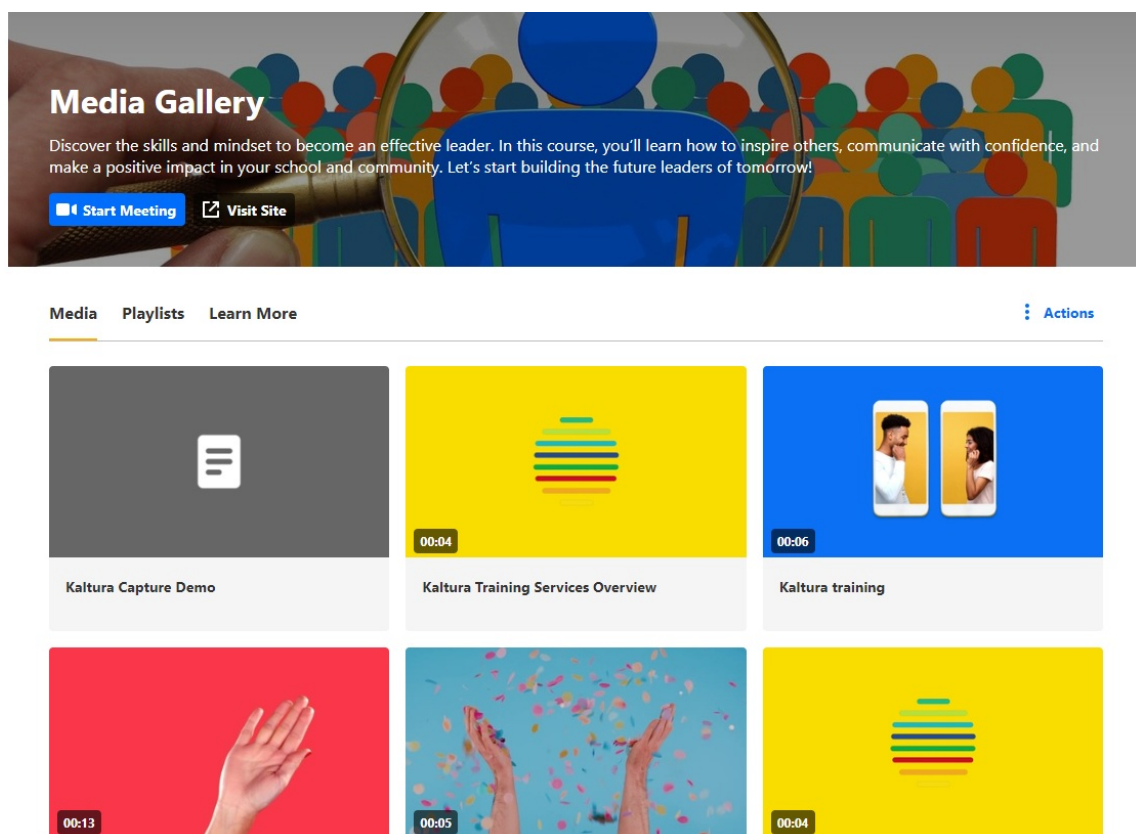 Media Gallery
Discover the skills and mindset to become an effective leader. In this course, you'll learn how to inspire others, communicate with confidence, and
make a positive impact in your school and community. Let's start building the future leaders of tomorrow!
Start Meeting Visit Site
Media Playlists Learn More Actions
00:04 00:06
Kaltura Capture Demo Kaltura Training Services Overview Kaltura training
00:13 00:05 00:04